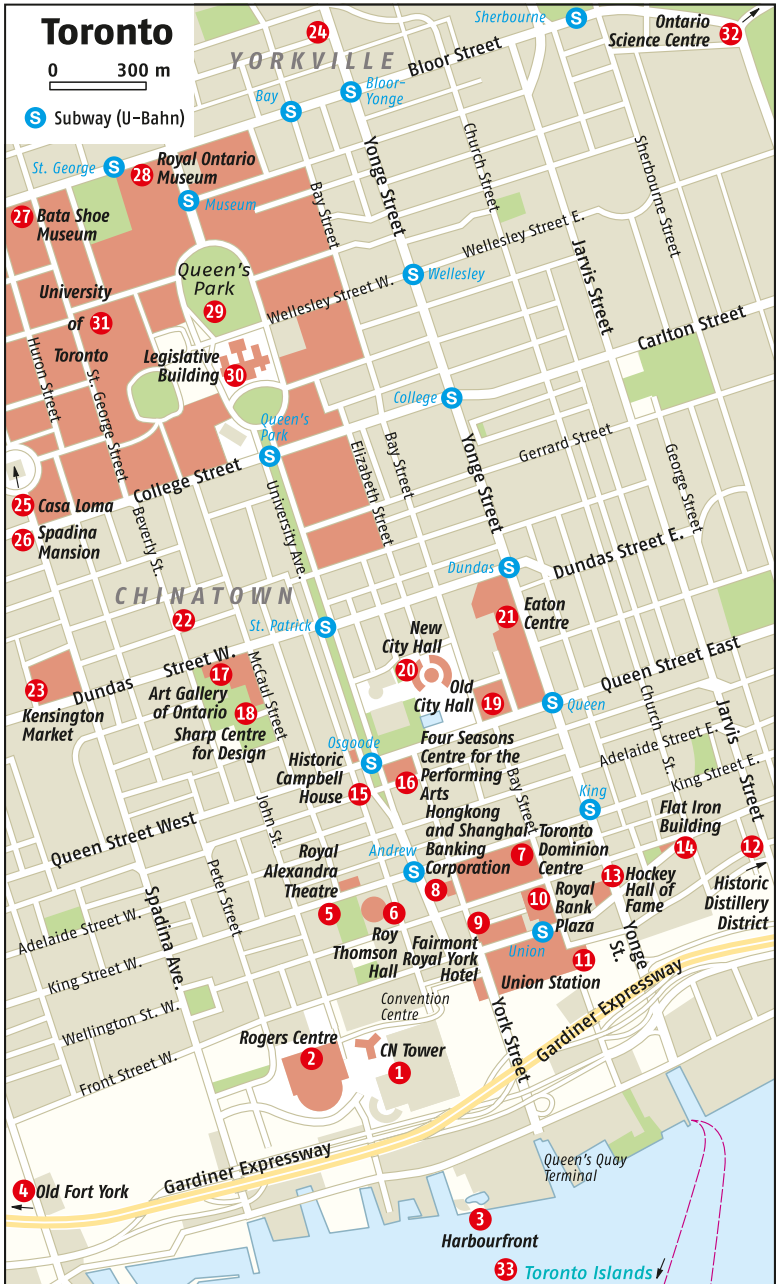 Toronto
0 300 m
S Subway (U-Bahn)
24
YORKVILLE
Sherbourne
S
Ontario
Science Centre
32
Bloor Street
Bay
S
S
Bloor-
Yonge
St. George
S
28
Royal Ontario
Museum
S
Museum
27
Bata Shoe
Museum
Bay Street
Yonge Street
Church Street
Sherbourne Street
Wellesley Street E.
Jarvis Street
Queen's
Park
29
Wellesley Street W.
S
Wellesley
University
of 31
Toronto
Legislative
Building
30
Carlton Street
Huron Street
St. George Street
College
S
Queen's
Park
S
Bay Street
Yonge Street
Gerrard Street
George Street
College Street
Elizabeth Street
University Ave.
25
Casa Loma
26
Spadina
Mansion
Beverly St.
Dundas
S
Dundas Street E.
CHINATOWN
22
St. Patrick
S
21
Eaton
Centre
New
City Hall
20
Old
City Hall
19
Queen Street East
S
Queen
Dundas Street W.
17
Art Gallery
of Ontario
18
Sharp Centre
for Design
McCaul Street
23
Kensington
Market
Osgoode
S
Historic
Campbell
House
15
16
Four Seasons
Centre for the
Performing
Arts
Bay Street
Church St.
Adelaide Street E.
King Street E.
Jarvis Street
King
S
Queen Street West
John St.
Peter Street
Spadina Ave.
Royal
Alexandra
Theatre
5
Andrew
S
Hongkong
and Shanghai
Banking
Corporation
8
7
Toronto
Dominion
Centre
Flat Iron
Building
14
12
Historic
Distillery
District
13
Hockey
Hall of
Fame
10
Royal
Bank
Plaza
6
Roy
Thomson
Hall
9
Fairmont
Royal York
Hotel
S
Union
11
Union Station
Yonge St.
Adelaide Street W.
King Street W.
Wellington St. W.
Front Street W.
Convention
Centre
York Street
Gardiner Expressway
Rogers Centre
2
CN Tower
1
Gardiner Expressway
4
Old Fort York
Queen's Quay
Terminal
3
Harbourfront
33
Toronto Islands